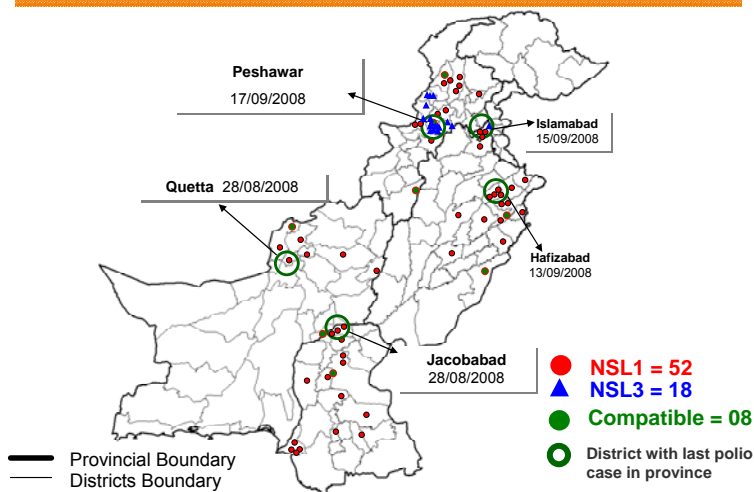 Peshawar
17/09/2008
Islamabad
15/09/2008
Quetta 28/08/2008
Hafizabad
13/09/2008
Jacobabad
28/08/2008
NSL1 = 52
NSL3 = 18
Compatible = 08
District with last polio
case in province
Provincial Boundary
Districts Boundary